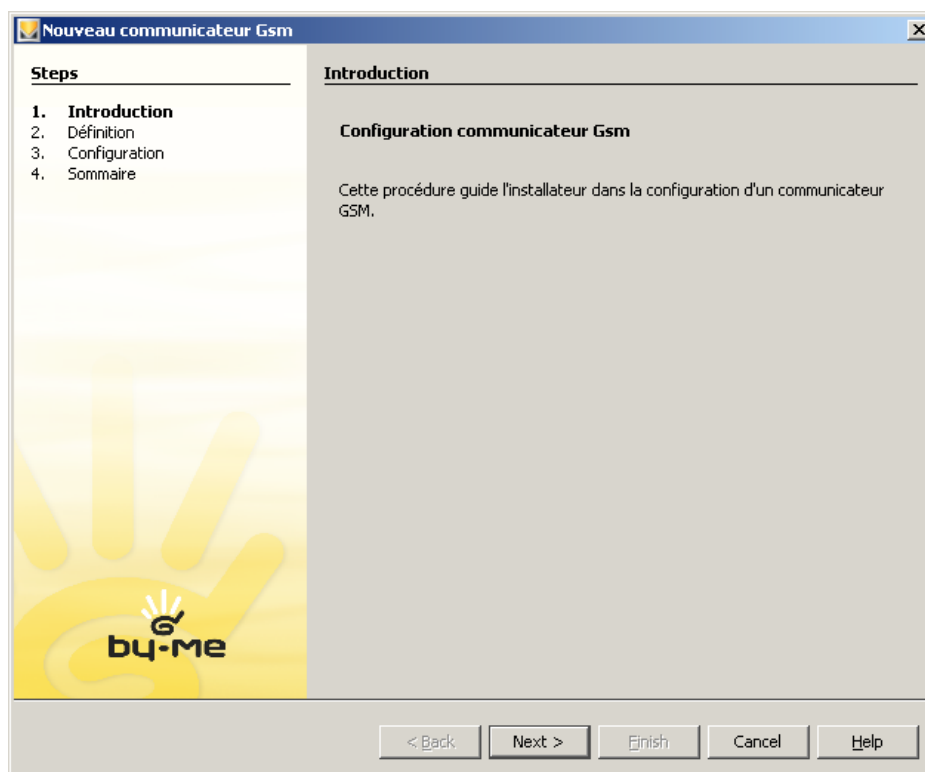 Nouveau communicateur Gsm
Steps
1. Introduction
2. Définition
3. Configuration
4. Sommaire
by-me
Introduction
Configuration communicateur Gsm
Cette procédure guide l'installateur dans la configuration d'un communicateur
GSM.
< Back
Next >
Finish
Cancel
Help